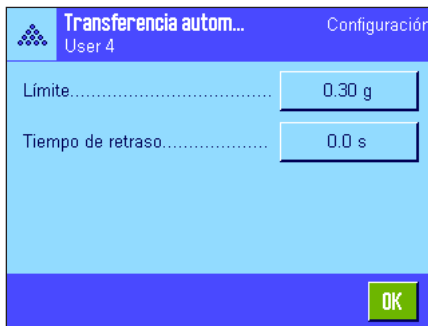 Transferencia autom...
Configuración
User 4
Límite..................................... 0.30 g
Tiempo de retraso.................... 0.0 s
OK